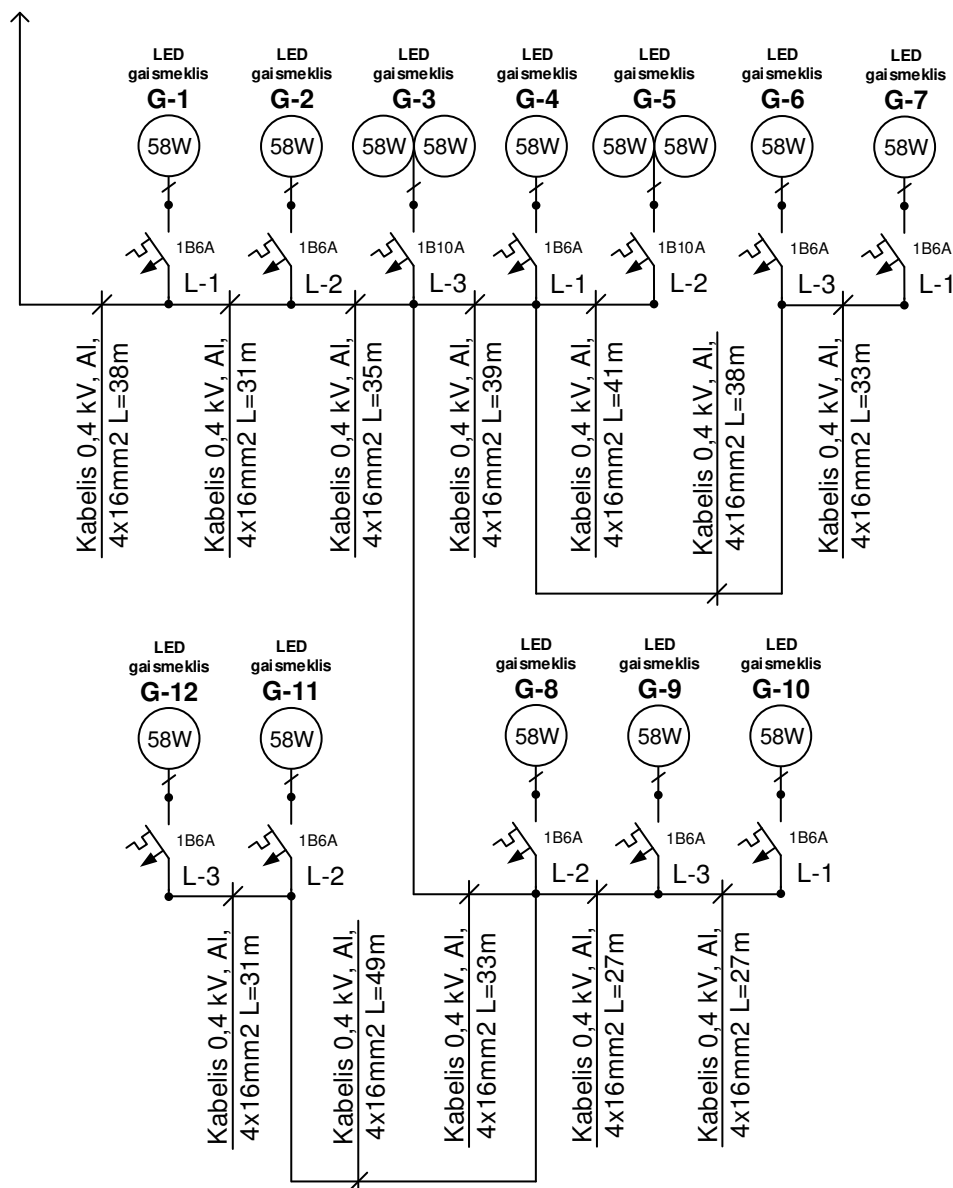 LED
gaismeklis
G-1
58W
1B6A
L-1
LED
gaismeklis
G-2
58W
1B6A
L-2
LED
gaismeklis
G-3
58W
58W
1B10A
L-3
LED
gaismeklis
G-4
58W
1B6A
L-1
LED
gaismeklis
G-5
58W
58W
1B10A
L-2
LED
gaismeklis
G-6
58W
1B6A
L-3
LED
gaismeklis
G-7
58W
1B6A
L-1
Kabelis 0,4 kV, Al,
4x16mm2 L=38m
Kabelis 0,4 kV, Al,
4x16mm2 L=31m
Kabelis 0,4 kV, Al,
4x16mm2 L=35m
Kabelis 0,4 kV, Al,
4x16mm2 L=39m
Kabelis 0,4 kV, Al,
4x16mm2 L=41m
Kabelis 0,4 kV, Al,
4x16mm2 L=38m
Kabelis 0,4 kV, Al,
4x16mm2 L=33m
LED
gaismeklis
G-12
58W
1B6A
L-3
LED
gaismeklis
G-11
58W
1B6A
L-2
LED
gaismeklis
G-8
58W
1B6A
L-2
LED
gaismeklis
G-9
58W
1B6A
L-3
LED
gaismeklis
G-10
58W
1B6A
L-1
Kabelis 0,4 kV, Al,
4x16mm2 L=31m
Kabelis 0,4 kV, Al,
4x16mm2 L=49m
Kabelis 0,4 kV, Al,
4x16mm2 L=33m
Kabelis 0,4 kV, Al,
4x16mm2 L=27m
Kabelis 0,4 kV, Al,
4x16mm2 L=27m